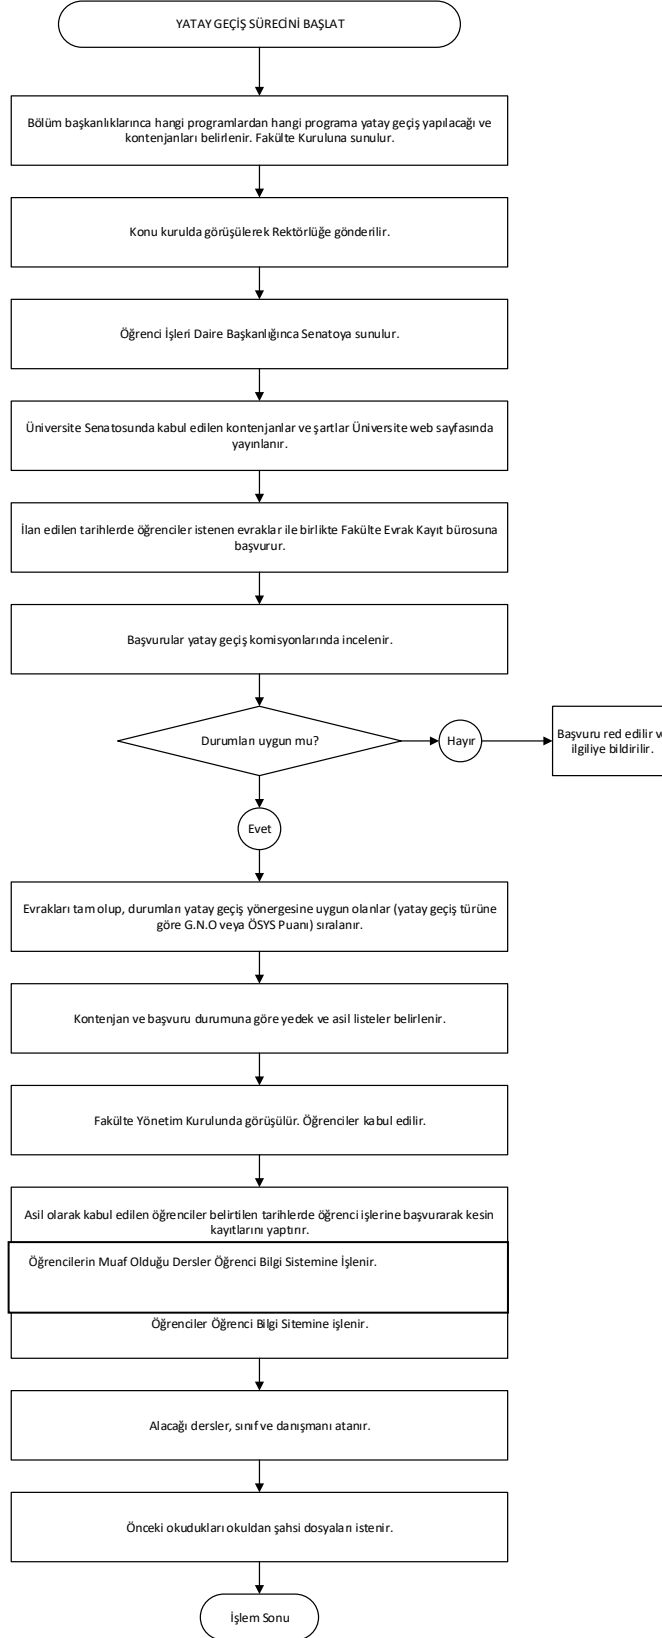 YATAY GEÇİŞ SÜRECİNİ BAŞLAT
Bölüm başkanlıklarınca hangi programlardan hangi programa yatay geçiş yapılacağı ve
kontenjanları belirlenir. Fakülte Kuruluna sunulur.
Konu kurulda görüşülerek Rektörlüğe gönderilir.
Öğrenci İşleri Daire Başkanlığınca Senatoya sunulur.
Üniversite Senatosunda kabul edilen kontenjanlar ve şartlar Üniversite web sayfasında
yayınlanır.
İlan edilen tarihlerde öğrenciler istenen evraklar ile birlikte Fakülte Evrak Kayıt bürosuna
başvurur.
Başvurular yatay geçiş komisyonlarında incelenir.
Durumları uygun mu?
Hayır
Başvuru red edilir ve
ilgiliye bildirilir.
Evet
Evrakları tam olup, durumları yatay geçiş yönergesine uygun olanlar (yatay geçiş türüne
göre G.N.O veya ÖSYS Puanı) sıralanır.
Kontenjan ve başvuru durumuna göre yedek ve asil listeler belirlenir.
Fakülte Yönetim Kurulunda görüşülür. Öğrenciler kabul edilir.
Asil olarak kabul edilen öğrenciler belirtilen tarihlerde öğrenci işlerine başvurarak kesin
kayıtlarını yaptırır.
Öğrencilerin Muaf Olduğu Dersler Öğrenci Bilgi Sistemine İşlenir.
Öğrenciler Öğrenci Bilgi Sitemine işlenir.
Alacağı dersler, sınıf ve danışmanı atanır.
Önceki okudukları okuldan şahsi dosyaları istenir.
İşlem Sonu